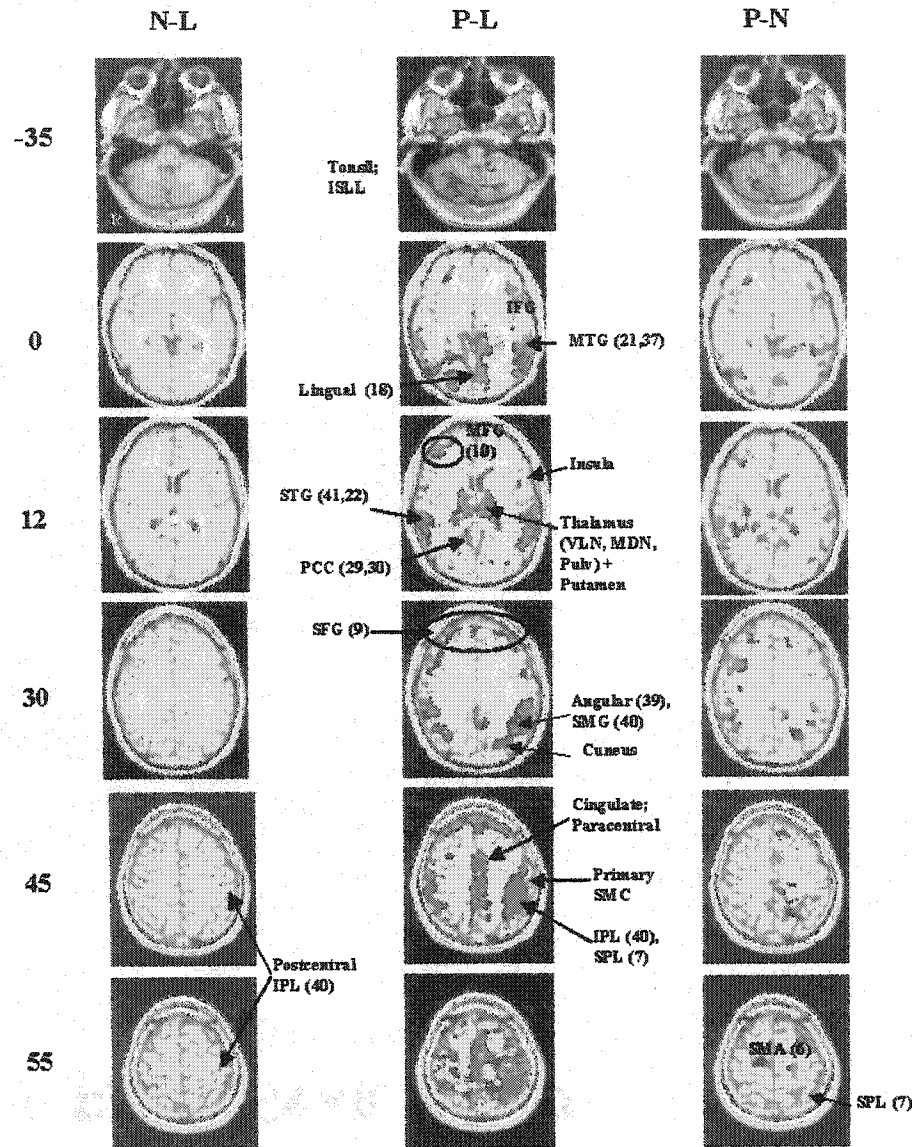 N-L P-L P-N
-35
Tonsil;
ISLL
R L
0
IFG
MTG (21,37)
Lingual (18)
12
MFG
(10)
Insula
STG (41,22)
Thalamus
(VLN, MDN,
Pulv) +
Putamen
PCC (29,30)
30
SFG (9)
Angular (39),
SMG (40)
Cuneus
45
Cingulate;
Paracentral
Primary
SMC
IPL (40),
SPL (7)
Postcentral
IPL (40)
55
SMA (6)
SPL (7)